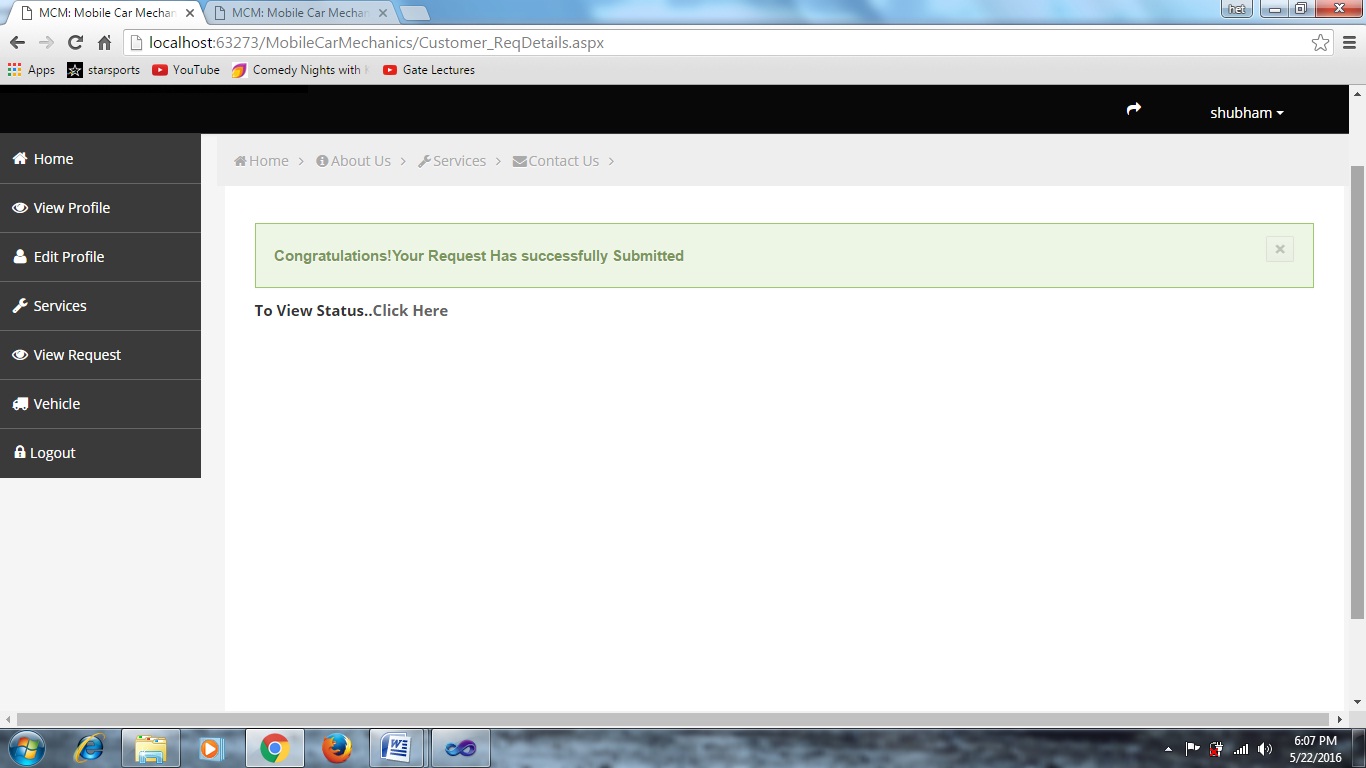 MCM: Mobile Car Mechan
MCM: Mobile Car Mechan
het
localhost:63273/MobileCarMechanics/Customer_ReqDetails.aspx
Apps
starsports
YouTube
Comedy Nights with
Gate Lectures
shubham
Home
View Profile
Edit Profile
Services
View Request
Vehicle
Logout
Home > About Us > Services > Contact Us >
Congratulations!Your Request Has successfully Submitted
×
To View Status..Click Here
6:07 PM
5/22/2016